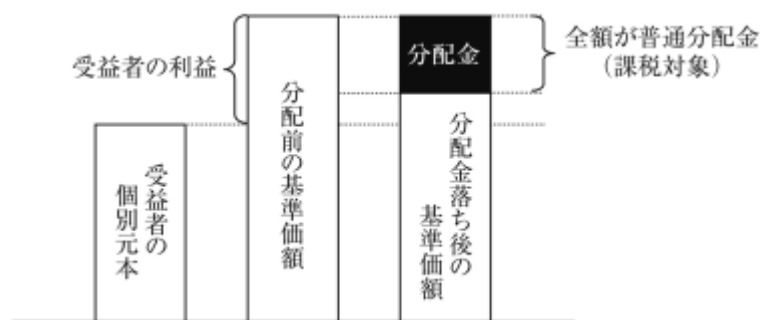 受益者の利益
分配金
全額が普通分配金
（課税対象）
受益者の
個別元本
分配前の基準価額
分配金落ち後の
基準価額